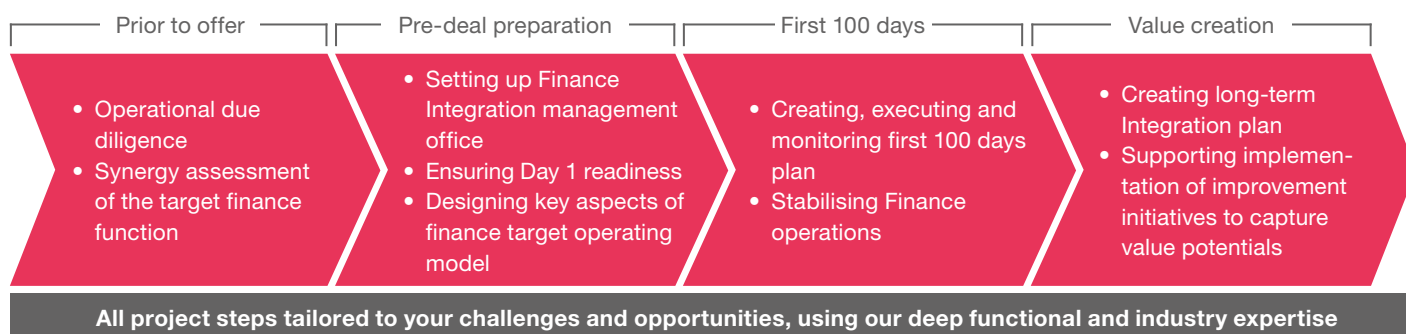 Prior to offer
Pre-deal preparation
First 100 days
Value creation
• Operational due
diligence
• Synergy assessment
of the target finance
function
• Setting up Finance
Integration management
office
• Ensuring Day 1 readiness
• Designing key aspects of
finance target operating
model
• Creating, executing and
monitoring first 100 days
plan
• Stabilising Finance
operations
• Creating long-term
Integration plan
• Supporting implemen-
tation of improvement
initiatives to capture
value potentials
All project steps tailored to your challenges and opportunities, using our deep functional and industry expertise